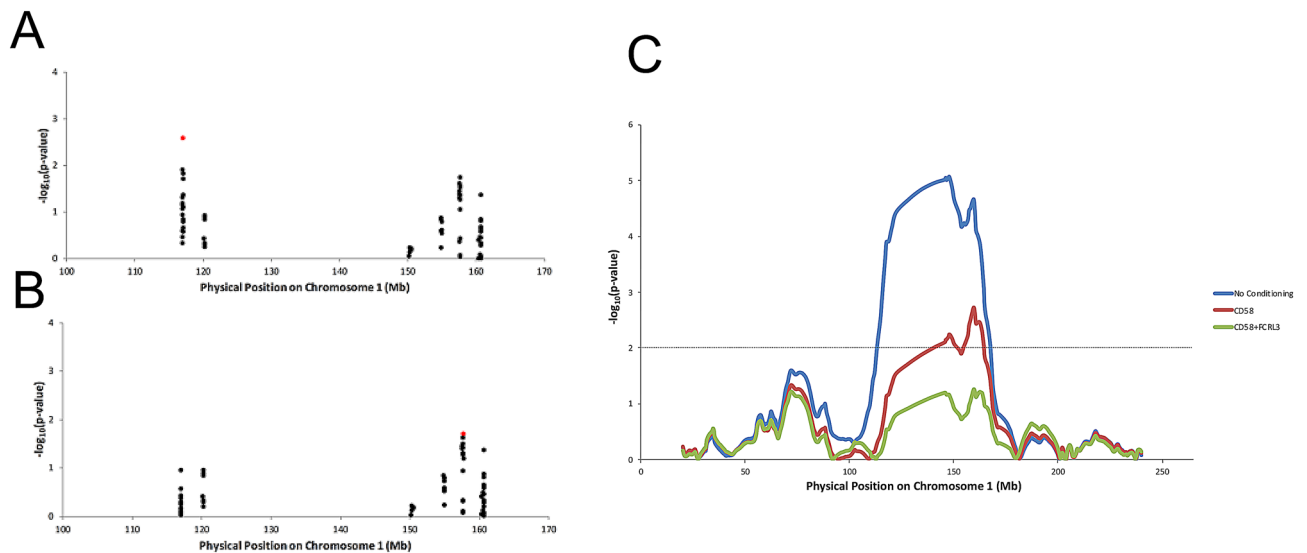 A
-log10(p-value)
4
3
2
1
0
100 110 120 130 140 150 160 170
Physical Position on Chromosome 1 (Mb)
B
-log10(p-value)
4
3
2
1
0
100 110 120 130 140 150 160 170
Physical Position on Chromosome 1 (Mb)
C
-log10(p-value)
6
5
4
3
2
1
0
0 50 100 150 200 250
Physical Position on Chromosome 1 (Mb)
No Conditioning
CD58
CD58+FCRL3